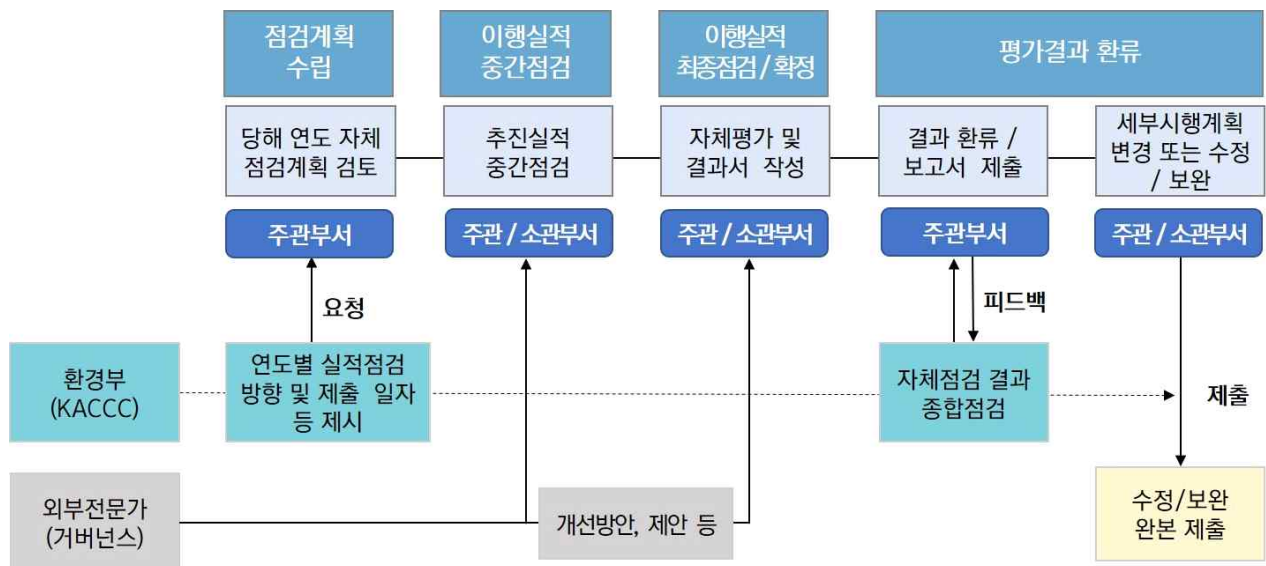 점검계획
수립
이행실적
중간점검
이행실적
최종점검 / 확정
평가결과 환류
당해 연도 자체
점검계획 검토
추진실적
중간점검
자체평가 및
결과서 작성
결과 환류 /
보고서 제출
세부시행계획
변경 또는 수정
/ 보완
주관부서
주관 / 소관부서
주관 / 소관부서
주관부서
주관 / 소관부서
요청
피드백
환경부
(KACCC)
연도별 실적점검
방향 및 제출 일자
등 제시
자체점검 결과
종합점검
제출
외부전문가
(거버넌스)
개선방안, 제안 등
수정/보완
완본 제출